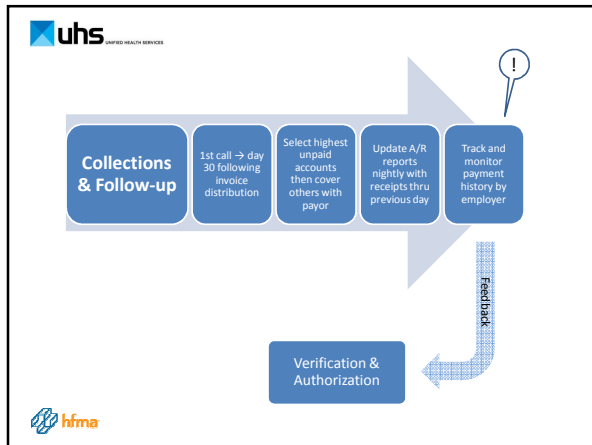 uhs UNIFIED HEALTH SERVICES
!
Collections
& Follow-up
1st call → day
30 following
invoice
distribution
Select highest
unpaid
accounts
then cover
others with
payor
Update A/R
reports
nightly with
receipts thru
previous day
Track and
monitor
payment
history by
employer
Feedback
Verification &
Authorization
hfma